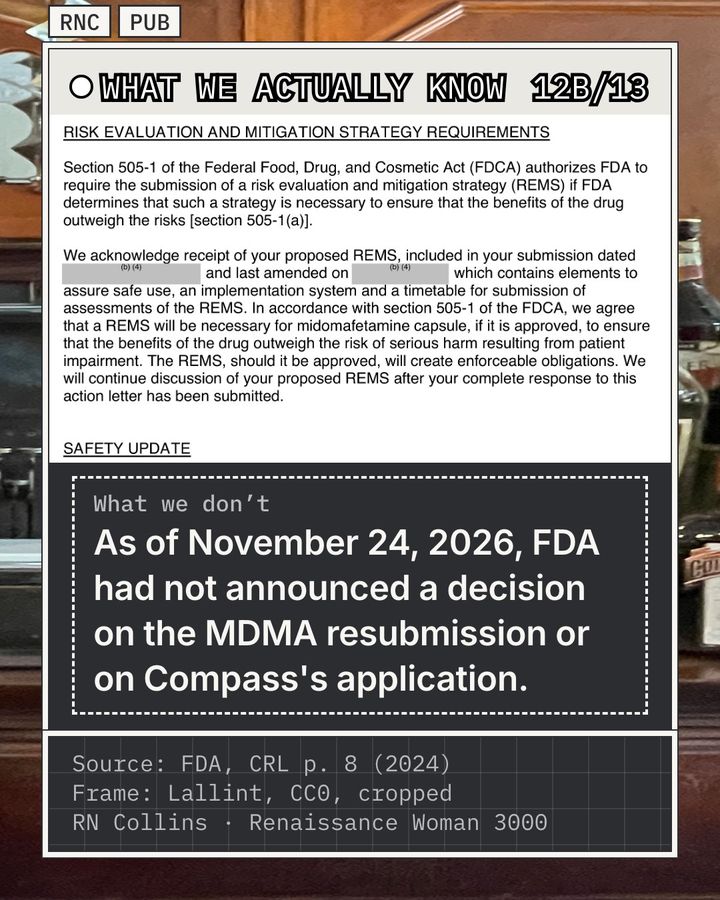 RNC PUB
WHAT WE ACTUALLY KNOW 12B/13
RISK EVALUATION AND MITIGATION STRATEGY REQUIREMENTS
Section 505-1 of the Federal Food, Drug, and Cosmetic Act (FDCA) authorizes FDA to
require the submission of a risk evaluation and mitigation strategy (REMS) if FDA
determines that such a strategy is necessary to ensure that the benefits of the drug
outweigh the risks [section 505-1(a)].
We acknowledge receipt of your proposed REMS, included in your submission dated
(b) (4) and last amended on (b) (4) which contains elements to
assure safe use, an implementation system and a timetable for submission of
assessments of the REMS. In accordance with section 505-1 of the FDCA, we agree
that a REMS will be necessary for midomafetamine capsule, if it is approved, to ensure
that the benefits of the drug outweigh the risk of serious harm resulting from patient
impairment. The REMS, should it be approved, will create enforceable obligations. We
will continue discussion of your proposed REMS after your complete response to this
action letter has been submitted.
SAFETY UPDATE
What we don’t
As of November 24, 2026, FDA
had not announced a decision
on the MDMA resubmission or
on Compass's application.
Source: FDA, CRL p. 8 (2024)
Frame: Lallint, CC0, cropped
RN Collins · Renaissance Woman 3000